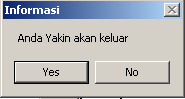 Informasi
Anda Yakin akan keluar
Yes
No